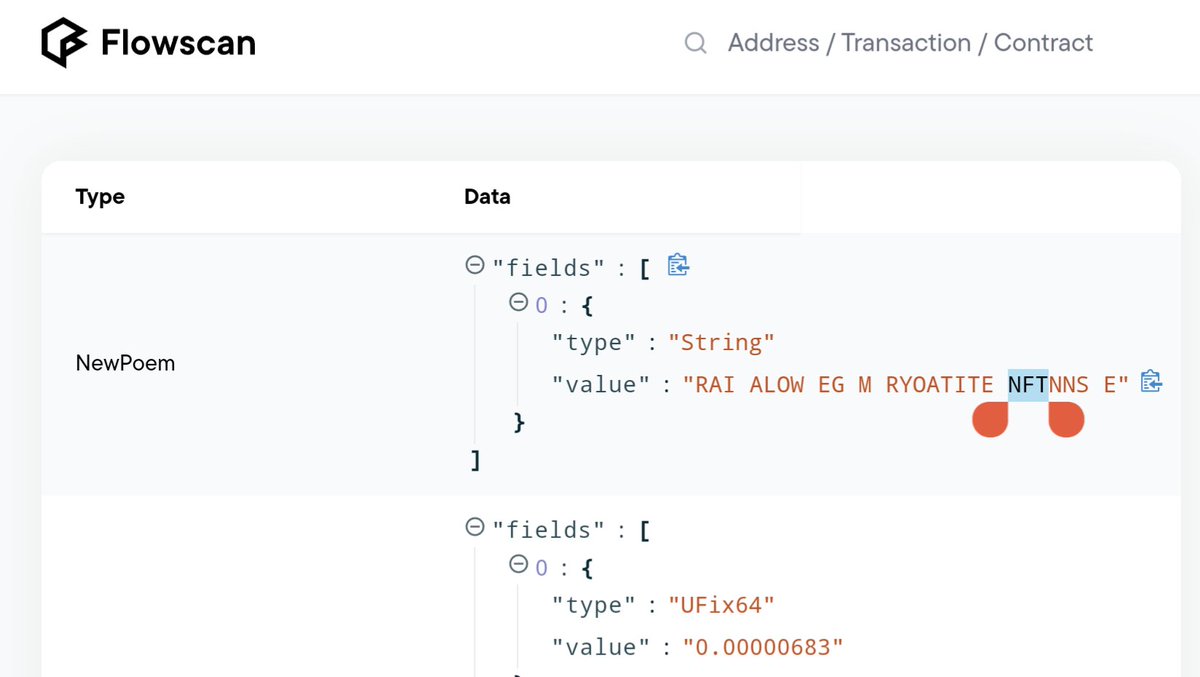 Flowscan
Address / Transaction / Contract
Type Data
"fields" : [
0 : {
"type" : "String"
NewPoem
"value" : "RAI ALOW EG M RYOATITE NFTNNS E"
}
]
"fields" : [
0 : {
"type" : "UFix64"
"value" : "0.00000683"